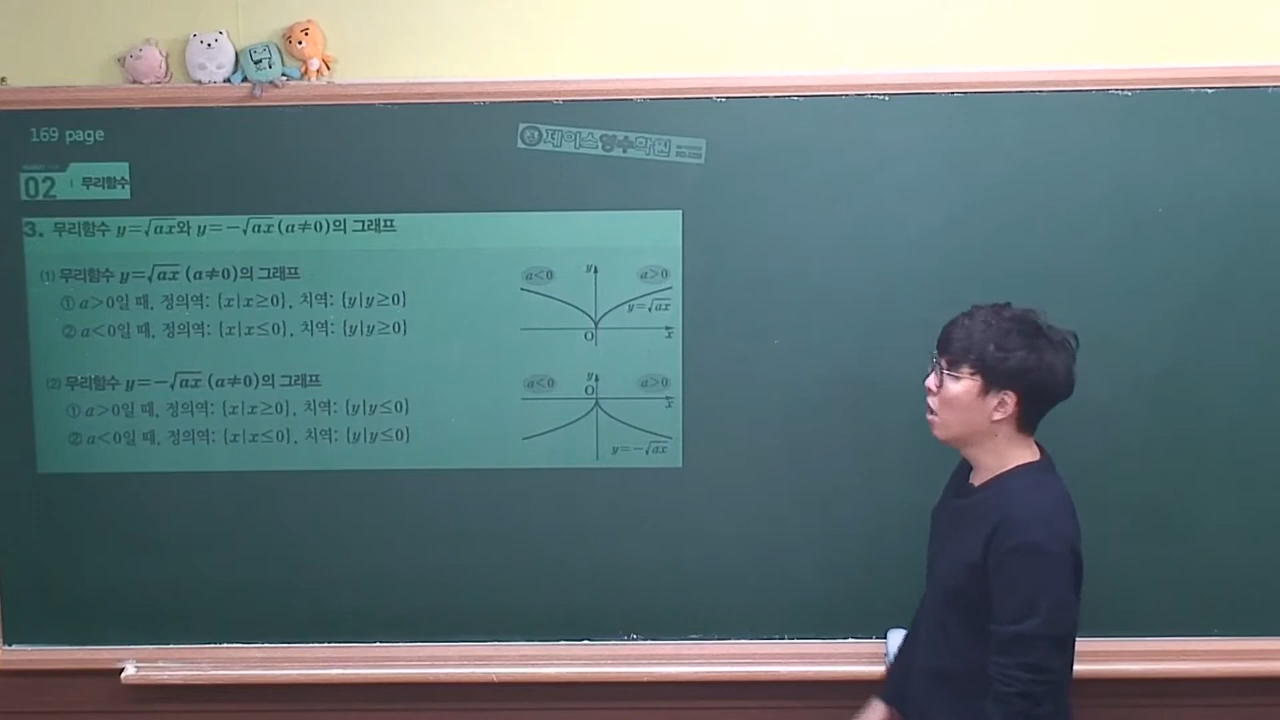 169 page
제이스영수학원
02 무리함수
3. 무리함수 y=√ax와 y=-√ax (a≠0)의 그래프
(1) 무리함수 y=√ax (a≠0)의 그래프
① a>0일 때, 정의역: {x|x≥0}, 치역: {y|y≥0}
② a<0일 때, 정의역: {x|x≤0}, 치역: {y|y≥0}
a<0 y a>0
y=√ax
O x
(2) 무리함수 y=-√ax (a≠0)의 그래프
① a>0일 때, 정의역: {x|x≥0}, 치역: {y|y≤0}
② a<0일 때, 정의역: {x|x≤0}, 치역: {y|y≤0}
a<0 y a>0
O x
y=-√ax